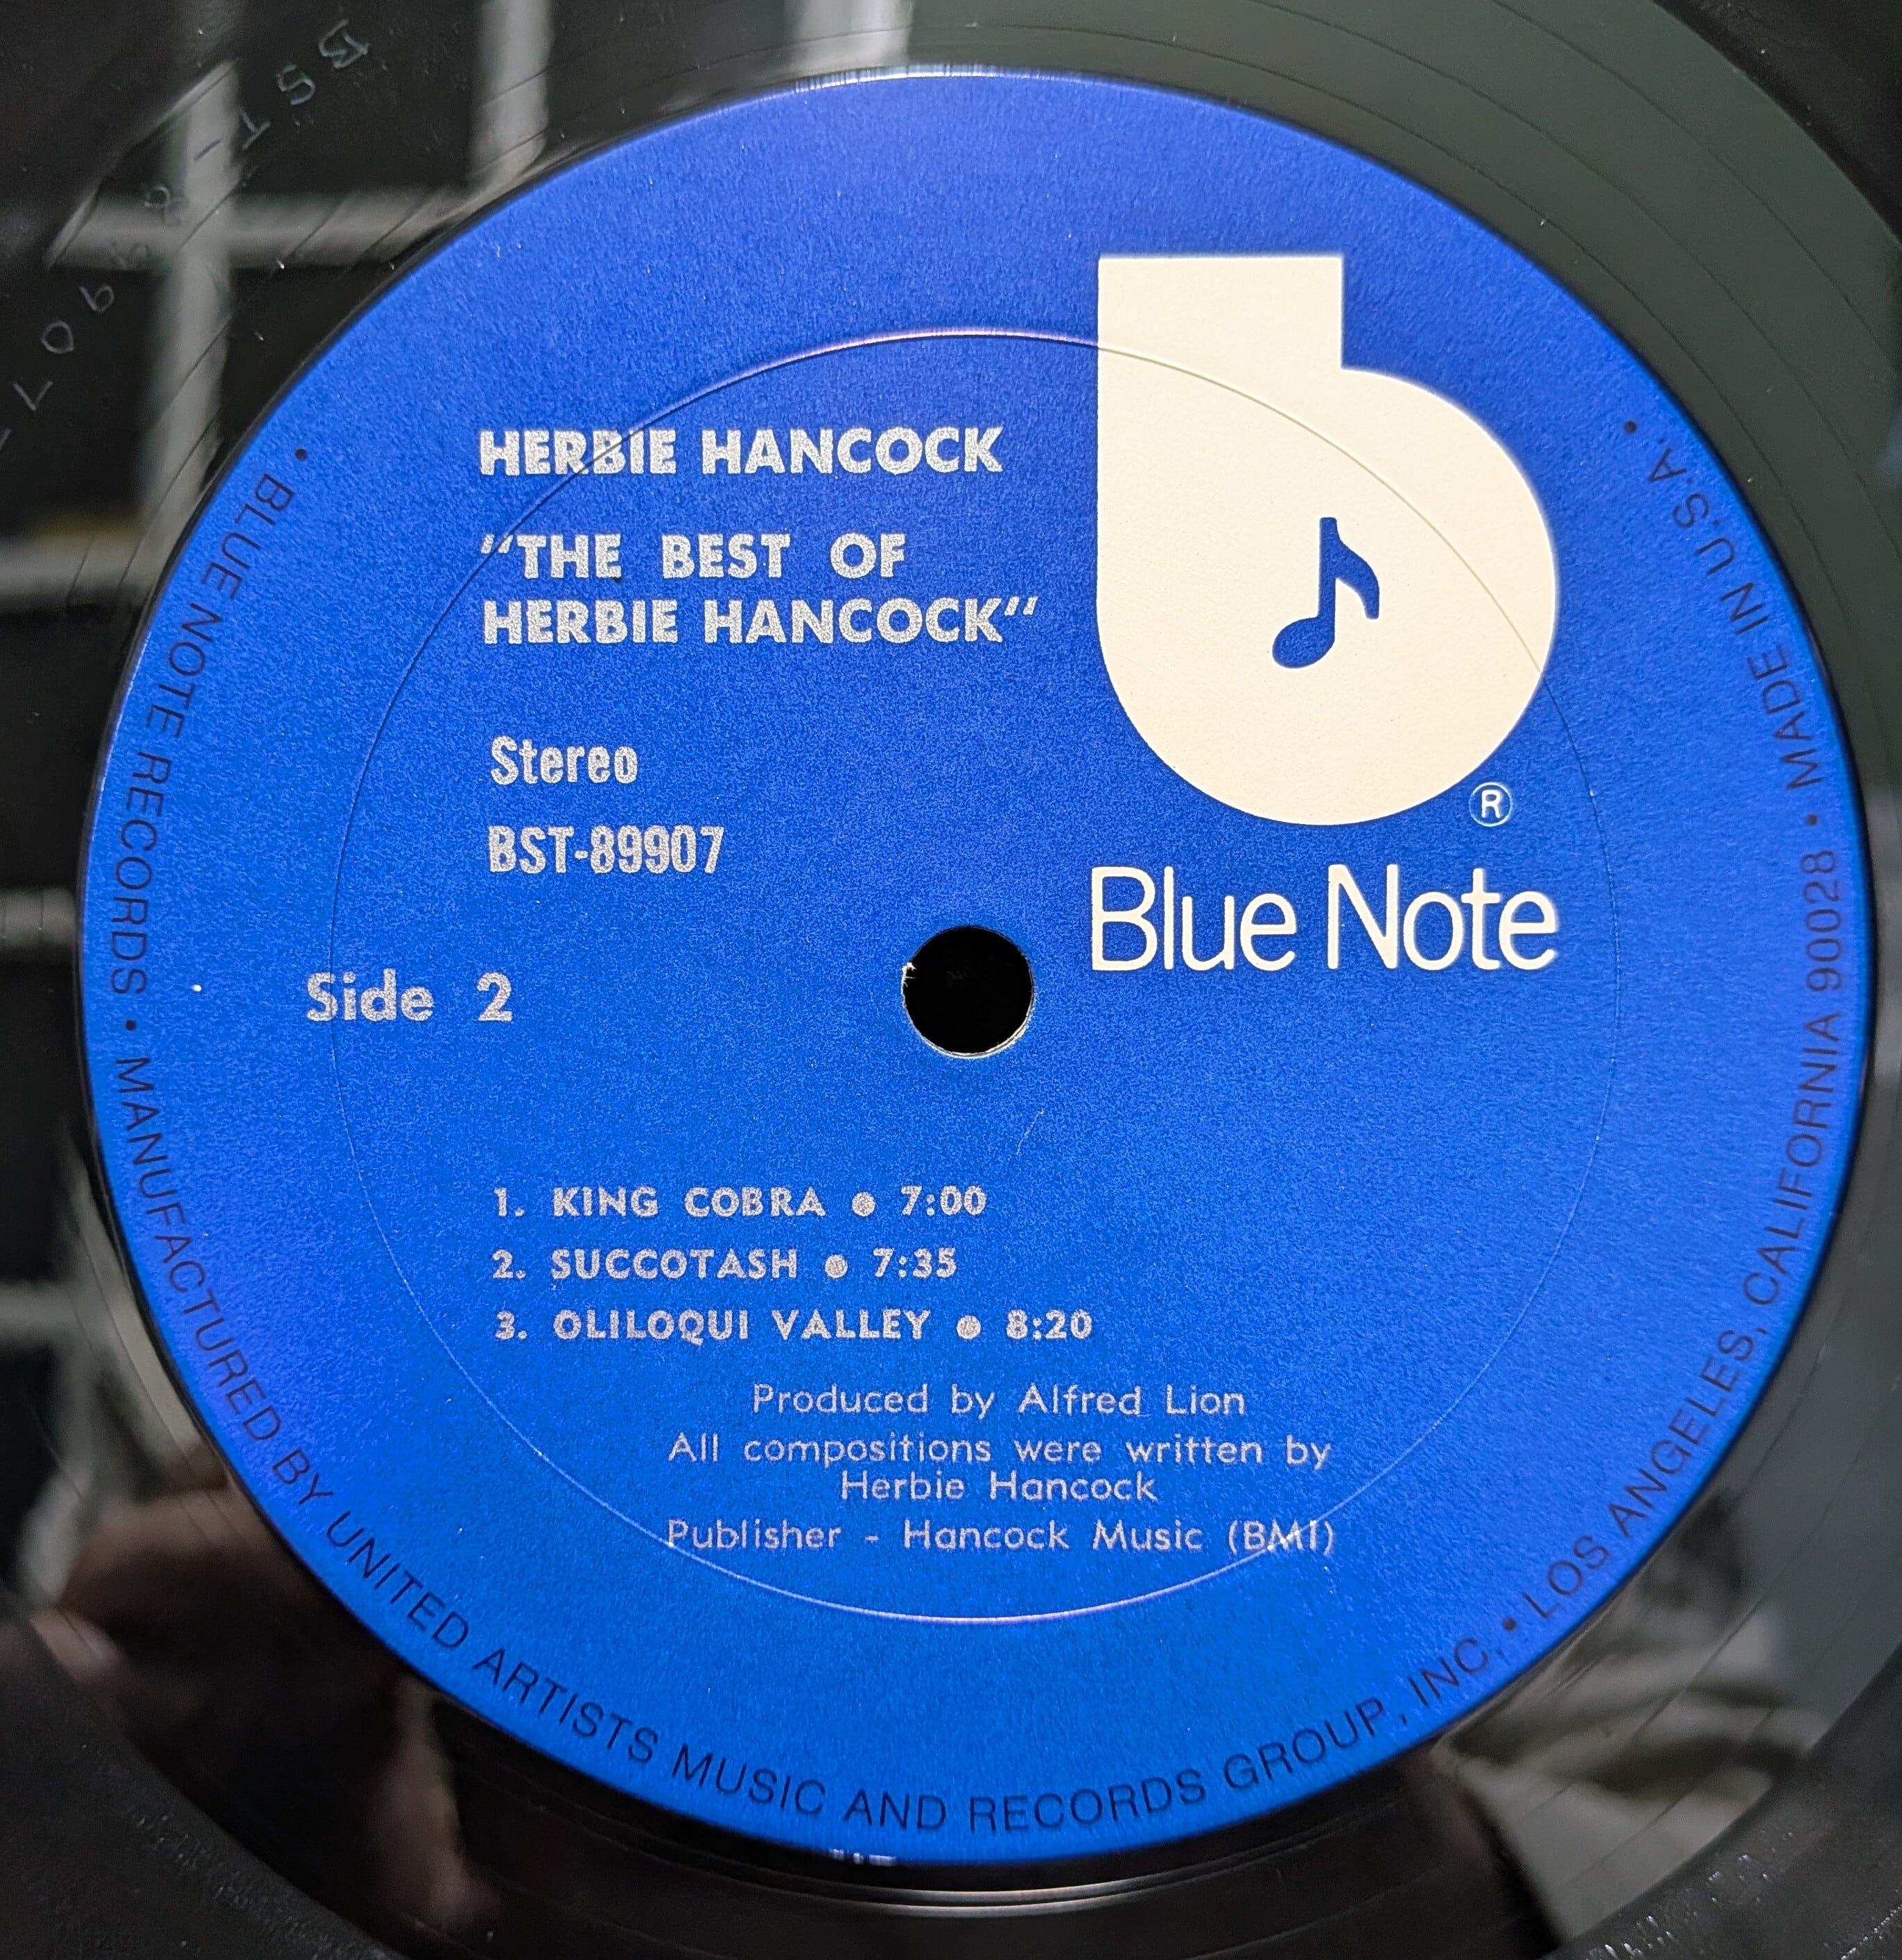 BST-89907
HERBIE HANCOCK
"THE BEST OF
HERBIE HANCOCK"
Stereo
BST-89907
Side 2
®
Blue Note
1. KING COBRA ● 7:00
2. SUCCOTASH ● 7:35
3. OLILOQUI VALLEY ● 8:20
Produced by Alfred Lion
All compositions were written by
Herbie Hancock
Publisher - Hancock Music (BMI)
• BLUE NOTE RECORDS • MANUFACTURED BY UNITED ARTISTS MUSIC AND RECORDS GROUP, INC. • LOS ANGELES, CALIFORNIA 90028 • MADE IN U.S.A. •